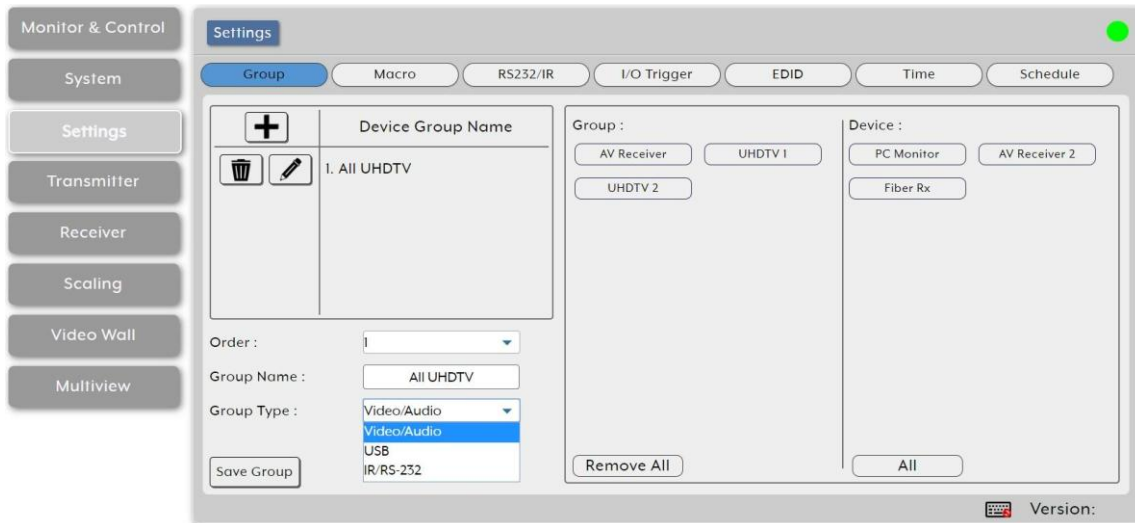 Monitor & Control
System
Settings
Transmitter
Receiver
Scaling
Video Wall
Multiview
Settings
Group
Macro
RS232/IR
I/O Trigger
EDID
Time
Schedule
Device Group Name
1. All UHDTV
Order :
1
Group Name :
All UHDTV
Group Type :
Video/Audio
Video/Audio
USB
IR/RS-232
Save Group
Group :
AV Receiver
UHDTV 1
UHDTV 2
Remove All
Device :
PC Monitor
AV Receiver 2
Fiber Rx
All
Version: